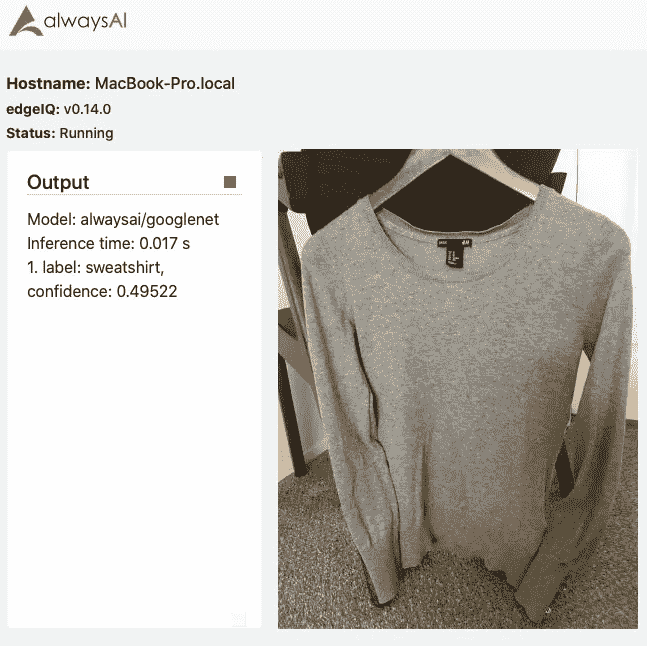 alwaysAI
Hostname: MacBook-Pro.local
edgeIQ: v0.14.0
Status: Running
Output
Model: alwaysai/googlenet
Inference time: 0.017 s
1. label: sweatshirt,
confidence: 0.49522